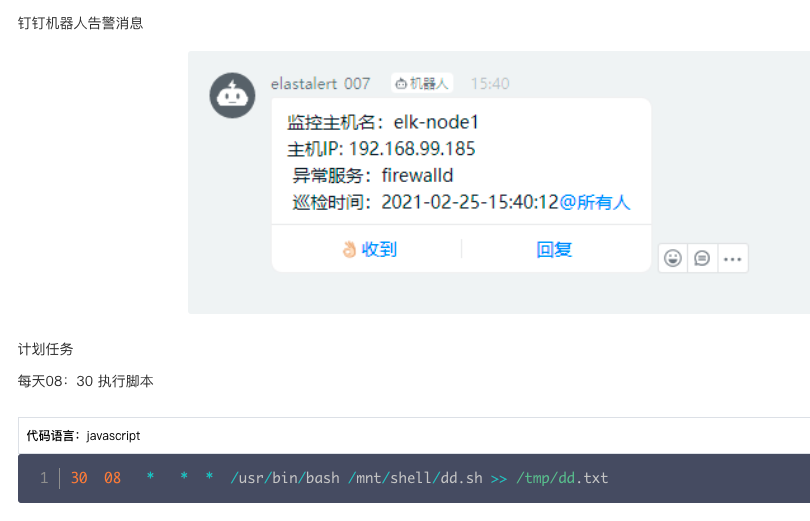 钉钉机器人告警消息
elastalert 007 机器人 15:40
监控主机名：elk-node1
主机IP: 192.168.99.185
异常服务：firewalld
巡检时间：2021-02-25-15:40:12@所有人
收到 回复
计划任务
每天08：30 执行脚本
代码语言：javascript
1 30 08 * * * /usr/bin/bash /mnt/shell/dd.sh >> /tmp/dd.txt